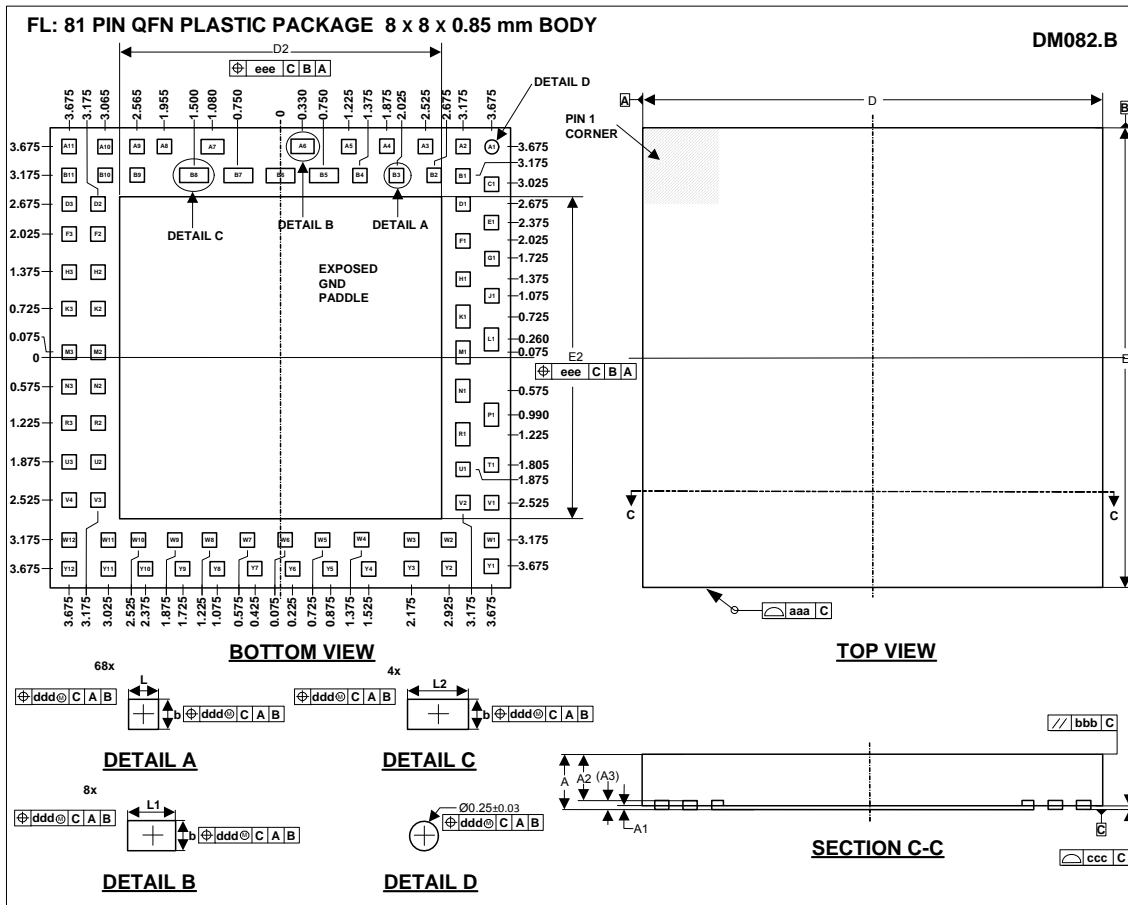 FL: 81 PIN QFN PLASTIC PACKAGE 8 x 8 x 0.85 mm BODY
DM082.B
D2
⌖ eee C B A
DETAIL D
3.675 3.175 3.065 2.565 1.955 1.500 1.080 0.750 0 0.330 0.750 1.225 1.375 1.875 2.025 2.525 2.675 3.175 3.675
3.675 A11 A10 A9 A8 A7 A6 A5 A4 A3 A2 A1 3.675
3.175 B11 B10 B9 B8 B7 B6 B5 B4 B3 B2 B1 3.175
C1 3.025
2.675 D3 D2 D1 2.675
E1 2.375
2.025 F3 F2 F1 2.025
G1 1.725
1.375 H3 H2 H1 1.375
J1 1.075
0.725 K3 K2 K1 0.725
L1 0.260
0.075 M3 M2 M1 0.075
0
DETAIL C
DETAIL B
DETAIL A
EXPOSED
GND
PADDLE
E2
⌖ eee C B A
0.575 N3 N2 N1 0.575
P1 0.990
1.225 R3 R2 R1 1.225
T1 1.805
1.875 U3 U2 U1 1.875
2.525 V4 V3 V2 V1 2.525
3.175 W12 W11 W10 W9 W8 W7 W6 W5 W4 W3 W2 W1 3.175
3.675 Y12 Y11 Y10 Y9 Y8 Y7 Y6 Y5 Y4 Y3 Y2 Y1 3.675
3.675 3.175 3.025 2.525 2.375 1.875 1.725 1.225 1.075 0.575 0.425 0.075 0.225 0.725 0.875 1.375 1.525 2.175 2.925 3.175 3.675
BOTTOM VIEW
A
D
B
PIN 1
CORNER
E
C C
⌓ aaa C
TOP VIEW
68x
L
⌖ ddd Ⓜ C A B
b ⌖ ddd Ⓜ C A B
DETAIL A
4x
L2
⌖ ddd Ⓜ C A B
b ⌖ ddd Ⓜ C A B
DETAIL C
8x
L1
⌖ ddd Ⓜ C A B
b ⌖ ddd Ⓜ C A B
DETAIL B
Ø0.25±0.03
⌖ ddd Ⓜ C A B
DETAIL D
// bbb C
A A2 (A3)
A1
C
⌓ ccc C
SECTION C-C